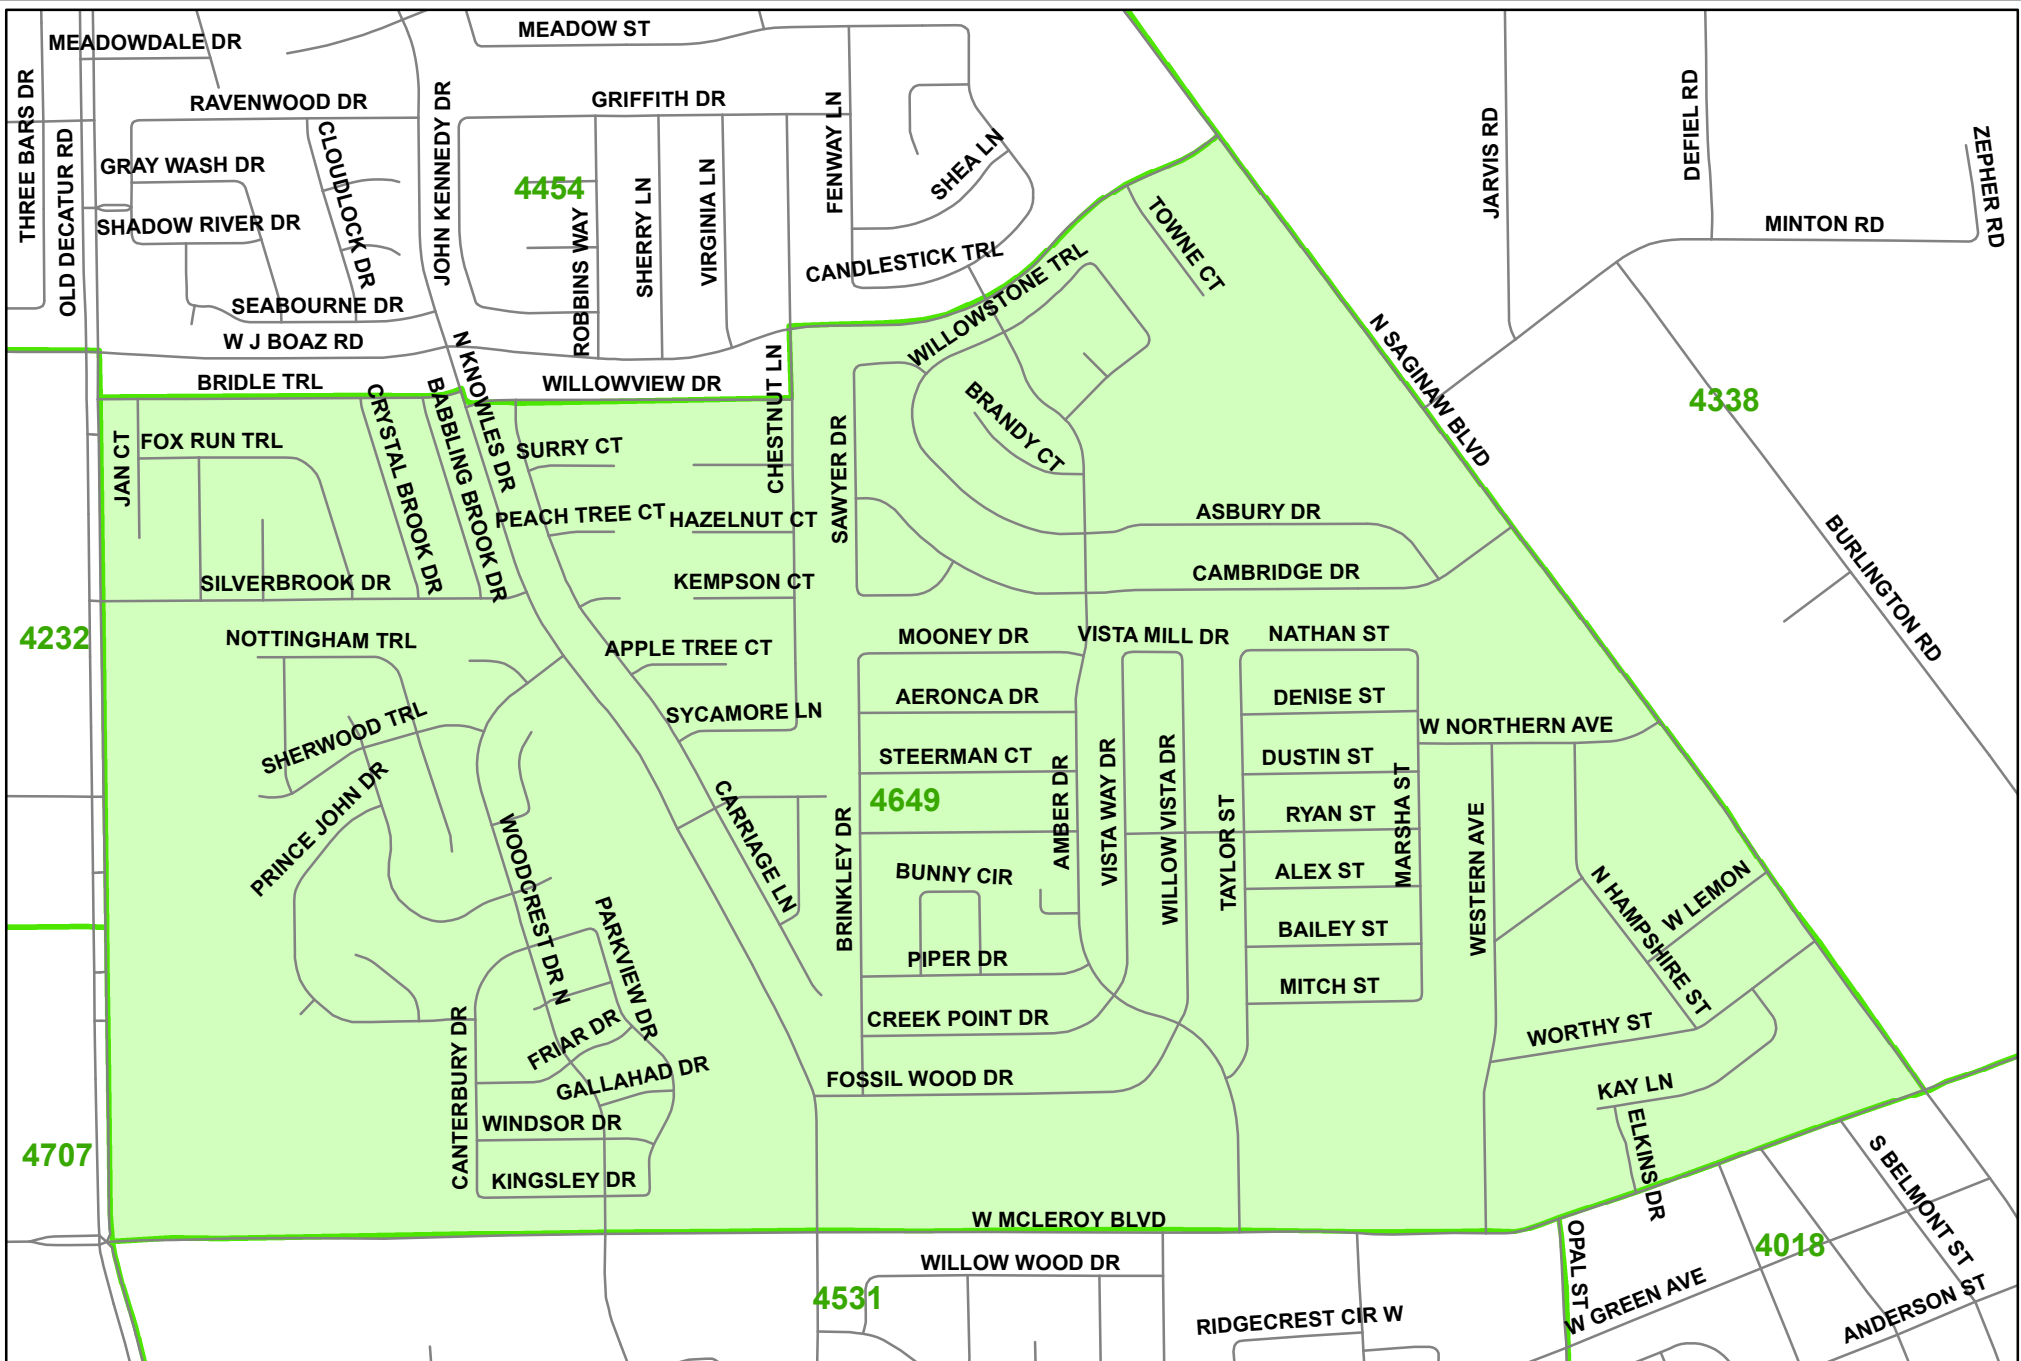 MEADOWDALE DR
MEADOW ST
THREE BARS DR
OLD DECATUR RD
RAVENWOOD DR
JOHN KENNEDY DR
GRIFFITH DR
FENWAY LN
SHEA LN
JARVIS RD
DEFIEL RD
ZEPHER RD
GRAY WASH DR
CLOUDLOCK DR
4454
ROBBINS WAY
SHERRY LN
VIRGINIA LN
SHADOW RIVER DR
TOWNE CT
MINTON RD
CANDLESTICK TRL
WILLOWSTONE TRL
SEABOURNE DR
W J BOAZ RD
N KNOWLES DR
N SAGINAW BLVD
BRIDLE TRL
WILLOWVIEW DR
CHESTNUT LN
CRYSTAL BROOK DR
BABBLING BROOK DR
BRANDY CT
4338
JAN CT
FOX RUN TRL
SURRY CT
SAWYER DR
PEACH TREE CT
HAZELNUT CT
ASBURY DR
BURLINGTON RD
SILVERBROOK DR
KEMPSON CT
CAMBRIDGE DR
4232
NOTTINGHAM TRL
APPLE TREE CT
MOONEY DR
VISTA MILL DR
NATHAN ST
SHERWOOD TRL
SYCAMORE LN
AERONCA DR
DENISE ST
W NORTHERN AVE
STEERMAN CT
DUSTIN ST
PRINCE JOHN DR
CARRIAGE LN
4649
BRINKLEY DR
AMBER DR
VISTA WAY DR
WILLOW VISTA DR
TAYLOR ST
RYAN ST
MARSHA ST
WESTERN AVE
WOODCREST DR N
BUNNY CIR
ALEX ST
N HAMPSHIRE ST
W LEMON
PARKVIEW DR
BAILEY ST
PIPER DR
MITCH ST
CANTERBURY DR
FRIAR DR
CREEK POINT DR
WORTHY ST
GALLAHAD DR
FOSSIL WOOD DR
KAY LN
WINDSOR DR
ELKINS DR
4707
KINGSLEY DR
S BELMONT ST
W MCLEROY BLVD
OPAL ST
4018
WILLOW WOOD DR
4531
W GREEN AVE
RIDGECREST CIR W
ANDERSON ST